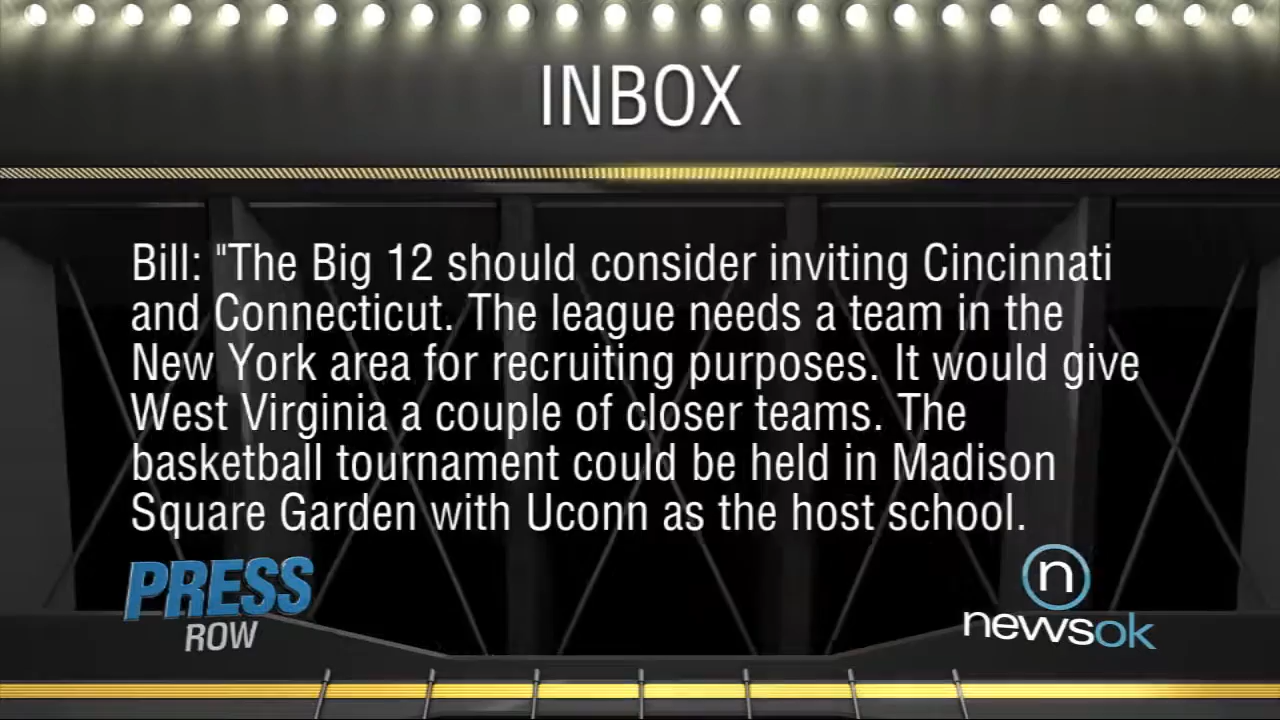 INBOX
Bill: "The Big 12 should consider inviting Cincinnati
and Connecticut. The league needs a team in the
New York area for recruiting purposes. It would give
West Virginia a couple of closer teams. The
basketball tournament could be held in Madison
Square Garden with Uconn as the host school.
PRESS
ROW
n
newsok